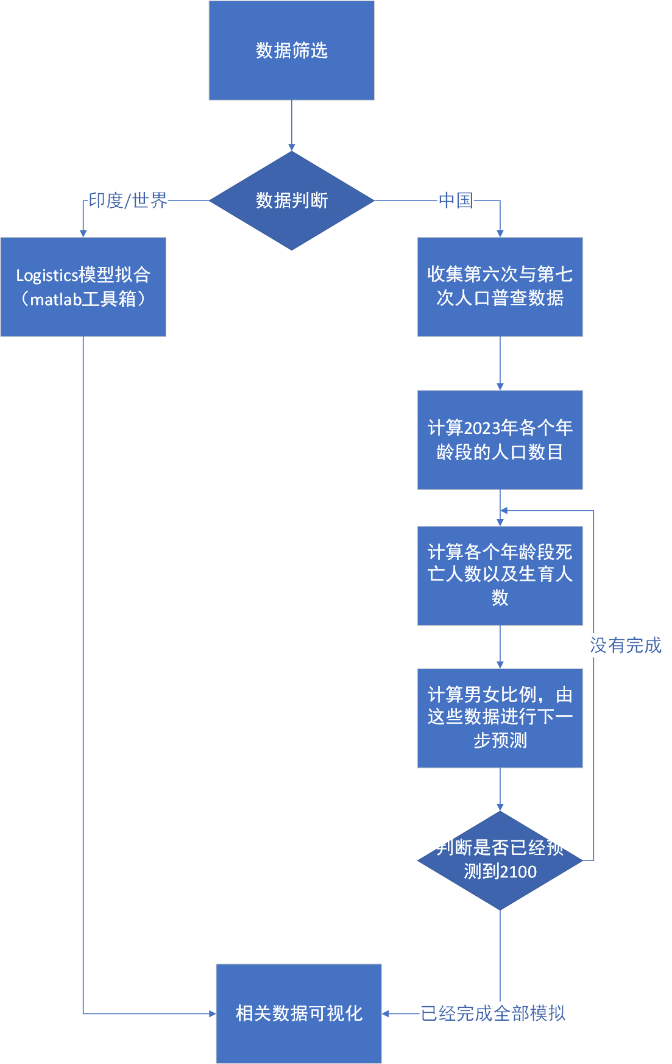 数据筛选
数据判断
印度/世界
中国
Logistics模型拟合
（matlab工具箱）
收集第六次与第七
次人口普查数据
计算2023年各个年
龄段的人口数目
计算各个年龄段死
亡人数以及生育人
数
没有完成
计算男女比例，由
这些数据进行下一
步预测
判断是否已经预
测到2100
相关数据可视化
已经完成全部模拟